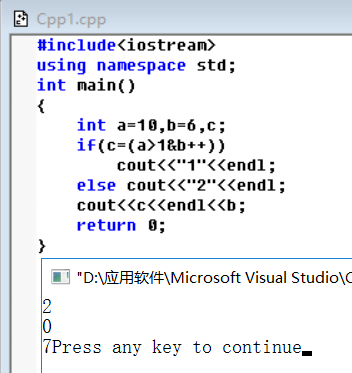 Cpp1.cpp
#include<iostream>
using namespace std;
int main()
{
int a=10,b=6,c;
if(c=(a>1&b++))
cout<<"1"<<endl;
else cout<<"2"<<endl;
cout<<c<<endl<<b;
return 0;
}
"D:\应用软件\Microsoft Visual Studio\C
2
0
7Press any key to continue